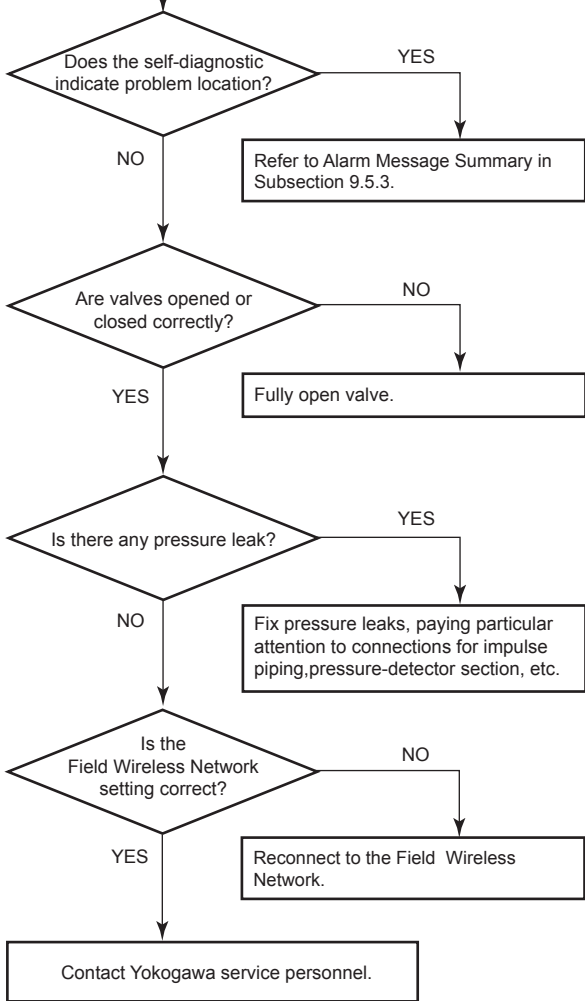 Does the self-diagnostic
indicate problem location?
YES
NO
Refer to Alarm Message Summary in
Subsection 9.5.3.
Are valves opened or
closed correctly?
NO
YES
Fully open valve.
Is there any pressure leak?
YES
NO
Fix pressure leaks, paying particular
attention to connections for impulse
piping,pressure-detector section, etc.
Is the
Field Wireless Network
setting correct?
NO
YES
Reconnect to the Field Wireless
Network.
Contact Yokogawa service personnel.